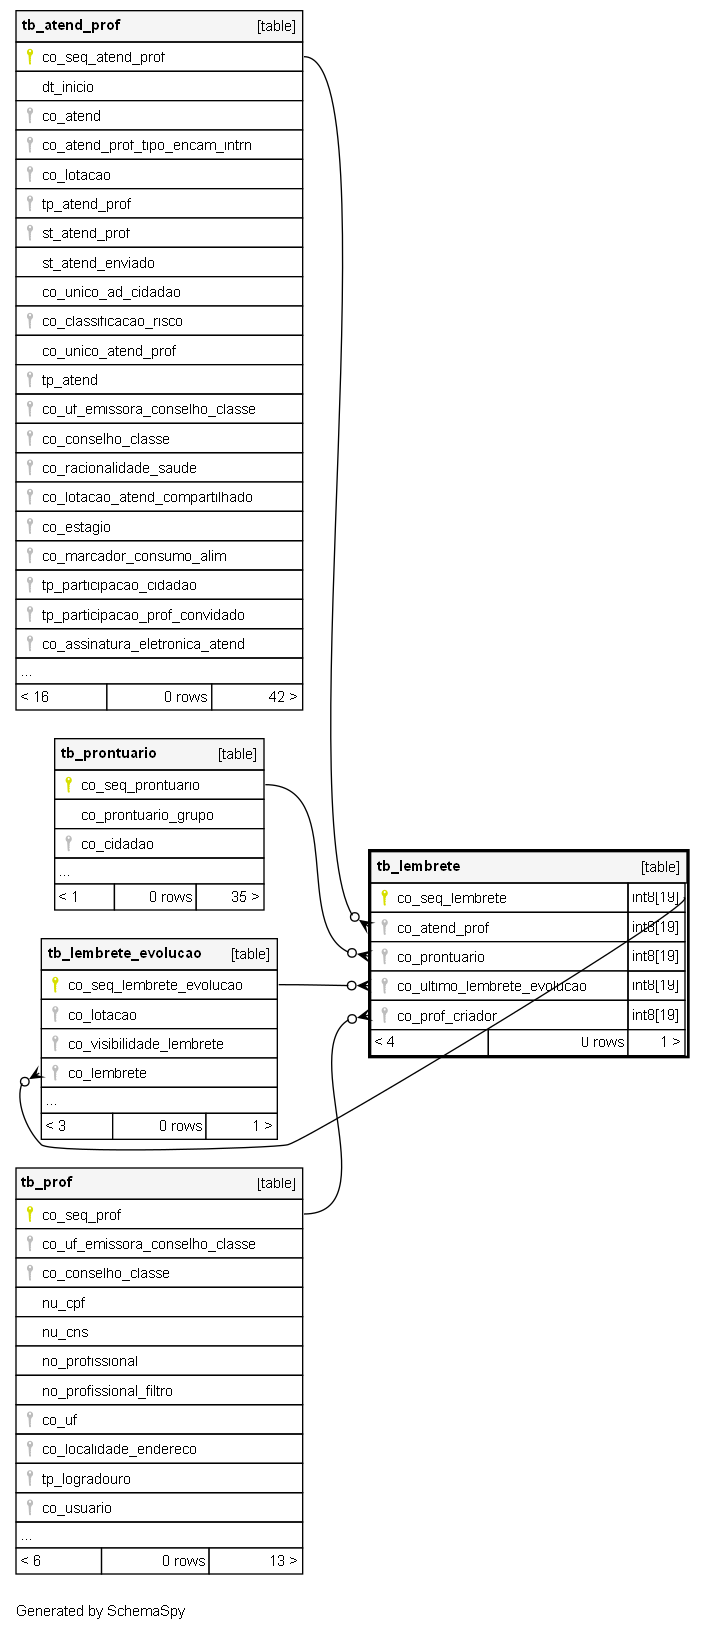 tb_atend_prof [table]
co_seq_atend_prof
dt_inicio
co_atend
co_atend_prof_tipo_encam_intrn
co_lotacao
tp_atend_prof
st_atend_prof
st_atend_enviado
co_unico_ad_cidadao
co_classificacao_risco
co_unico_atend_prof
tp_atend
co_uf_emissora_conselho_classe
co_conselho_classe
co_racionalidade_saude
co_lotacao_atend_compartilhado
co_estagio
co_marcador_consumo_alim
tp_participacao_cidadao
tp_participacao_prof_convidado
co_assinatura_eletronica_atend
...
< 16 0 rows 42 >
tb_prontuario [table]
co_seq_prontuario
co_prontuario_grupo
co_cidadao
...
< 1 0 rows 35 >
tb_lembrete [table]
co_seq_lembrete int8[19]
co_atend_prof int8[19]
co_prontuario int8[19]
co_ultimo_lembrete_evolucao int8[19]
co_prof_criador int8[19]
< 4 0 rows 1 >
tb_lembrete_evolucao [table]
co_seq_lembrete_evolucao
co_lotacao
co_visibilidade_lembrete
co_lembrete
...
< 3 0 rows 1 >
tb_prof [table]
co_seq_prof
co_uf_emissora_conselho_classe
co_conselho_classe
nu_cpf
nu_cns
no_profissional
no_profissional_filtro
co_uf
co_localidade_endereco
tp_logradouro
co_usuario
...
< 6 0 rows 13 >
Generated by SchemaSpy